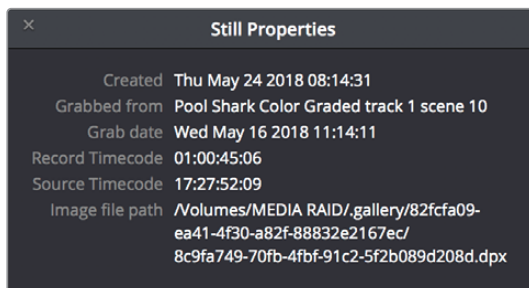 Still Properties
Created Thu May 24 2018 08:14:31
Grabbed from Pool Shark Color Graded track 1 scene 10
Grab date Wed May 16 2018 11:14:11
Record Timecode 01:00:45:06
Source Timecode 17:27:52:09
Image file path /Volumes/MEDIA RAID/.gallery/82fcfa09-
ea41-4f30-a82f-88832e2167ec/
8c9fa749-70fb-4fbf-91c2-5f2b089d208d.dpx